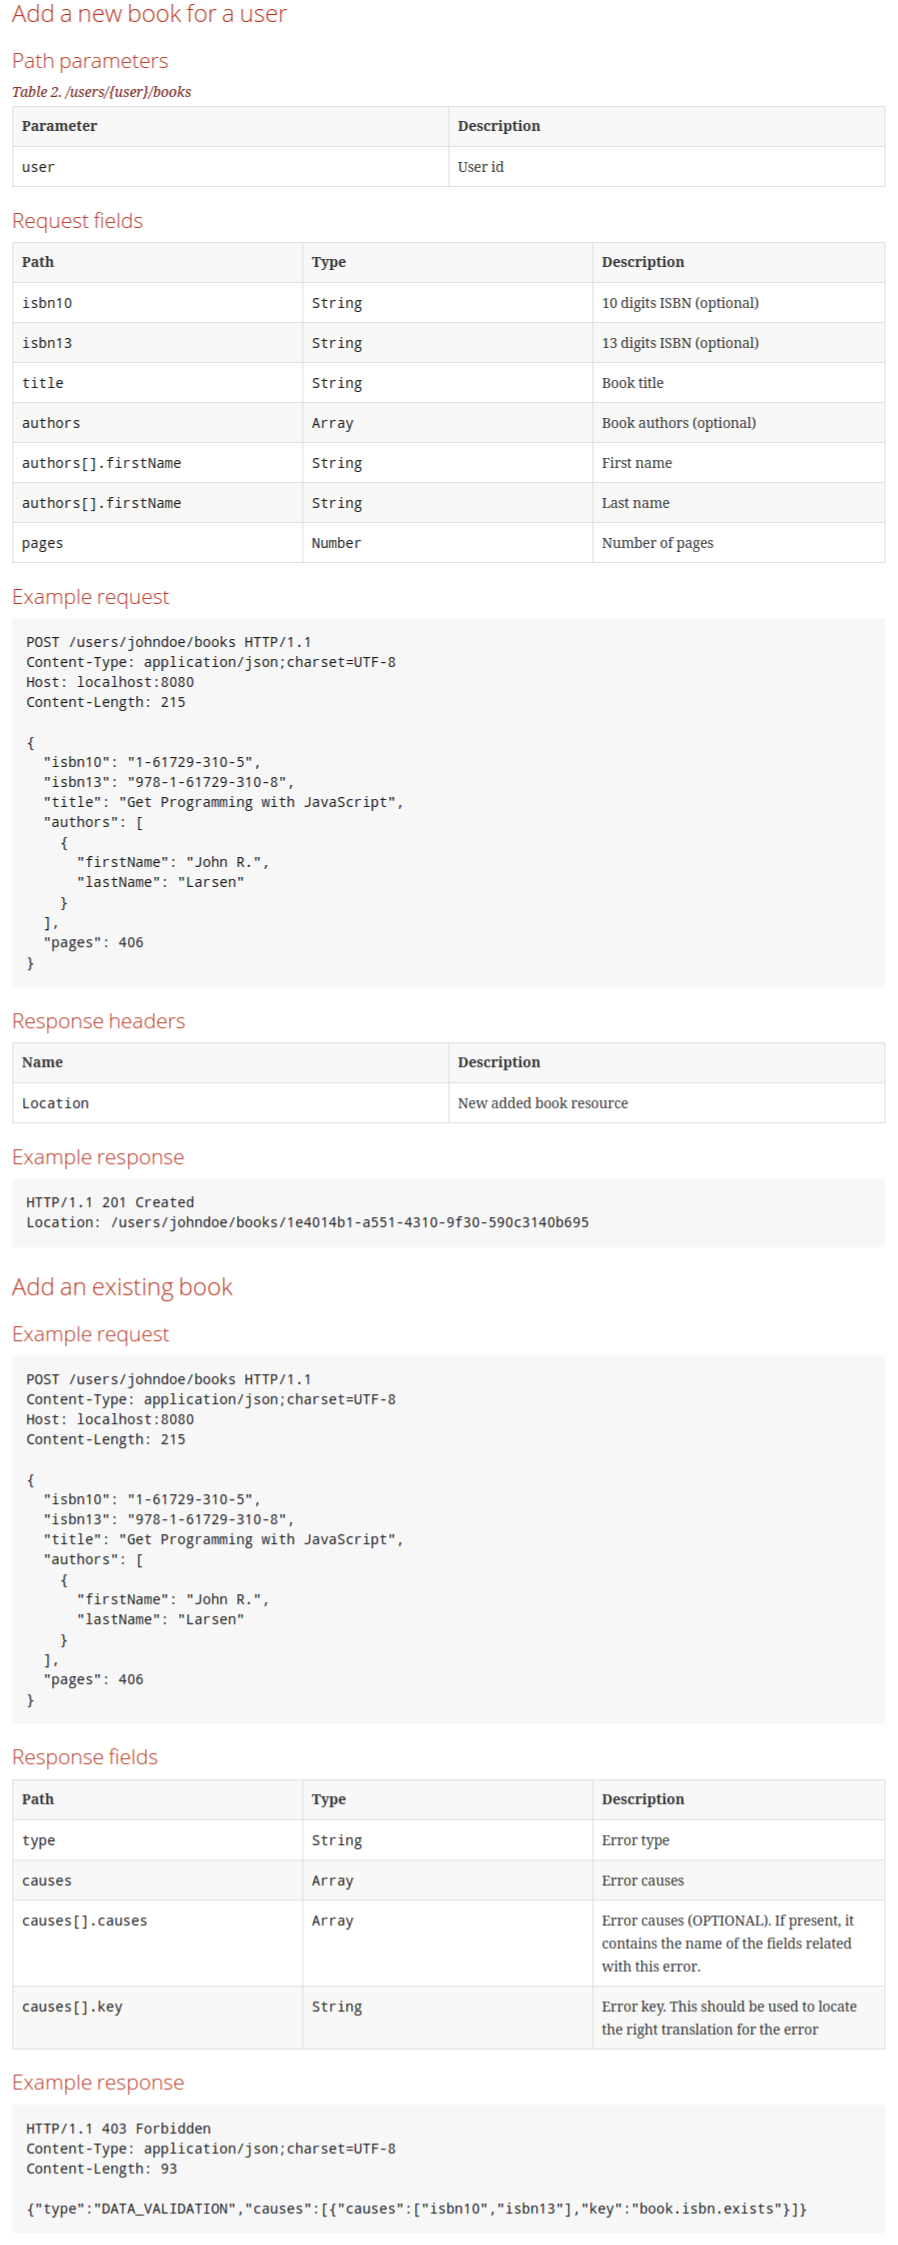 Add a new book for a user
Path parameters
Table 2. /users/{user}/books
Parameter Description
user User id
Request fields
Path Type Description
isbn10 String 10 digits ISBN (optional)
isbn13 String 13 digits ISBN (optional)
title String Book title
authors Array Book authors (optional)
authors[].firstName String First name
authors[].firstName String Last name
pages Number Number of pages
Example request
POST /users/johndoe/books HTTP/1.1
Content-Type: application/json;charset=UTF-8
Host: localhost:8080
Content-Length: 215
{
  "isbn10": "1-61729-310-5",
  "isbn13": "978-1-61729-310-8",
  "title": "Get Programming with JavaScript",
  "authors": [
    {
      "firstName": "John R.",
      "lastName": "Larsen"
    }
  ],
  "pages": 406
}
Response headers
Name Description
Location New added book resource
Example response
HTTP/1.1 201 Created
Location: /users/johndoe/books/1e4014b1-a551-4310-9f30-590c3140b695
Add an existing book
Example request
POST /users/johndoe/books HTTP/1.1
Content-Type: application/json;charset=UTF-8
Host: localhost:8080
Content-Length: 215
{
  "isbn10": "1-61729-310-5",
  "isbn13": "978-1-61729-310-8",
  "title": "Get Programming with JavaScript",
  "authors": [
    {
      "firstName": "John R.",
      "lastName": "Larsen"
    }
  ],
  "pages": 406
}
Response fields
Path Type Description
type String Error type
causes Array Error causes
causes[].causes Array Error causes (OPTIONAL). If present, it
contains the name of the fields related
with this error.
causes[].key String Error key. This should be used to locate
the right translation for the error
Example response
HTTP/1.1 403 Forbidden
Content-Type: application/json;charset=UTF-8
Content-Length: 93
{"type":"DATA_VALIDATION","causes":[{"causes":["isbn10","isbn13"],"key":"book.isbn.exists"}]}